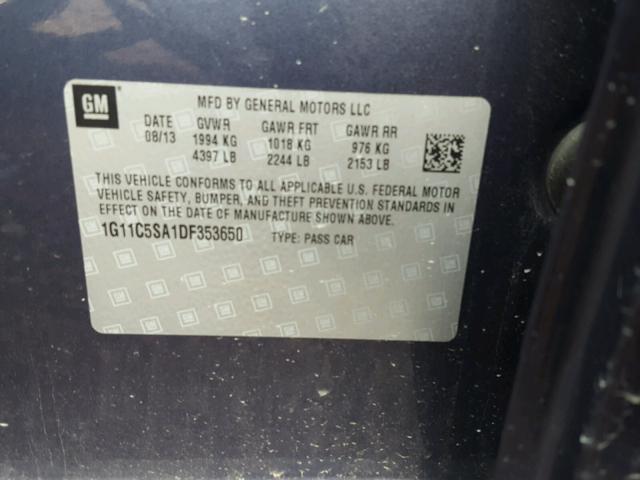 GM
MFD BY GENERAL MOTORS LLC
DATE GVWR GAWR FRT GAWR RR
08/13 1994 KG 1018 KG 976 KG
4397 LB 2244 LB 2153 LB
THIS VEHICLE CONFORMS TO ALL APPLICABLE U.S. FEDERAL MOTOR
VEHICLE SAFETY, BUMPER, AND THEFT PREVENTION STANDARDS IN
EFFECT ON THE DATE OF MANUFACTURE SHOWN ABOVE.
1G11C5SA1DF353650 TYPE: PASS CAR